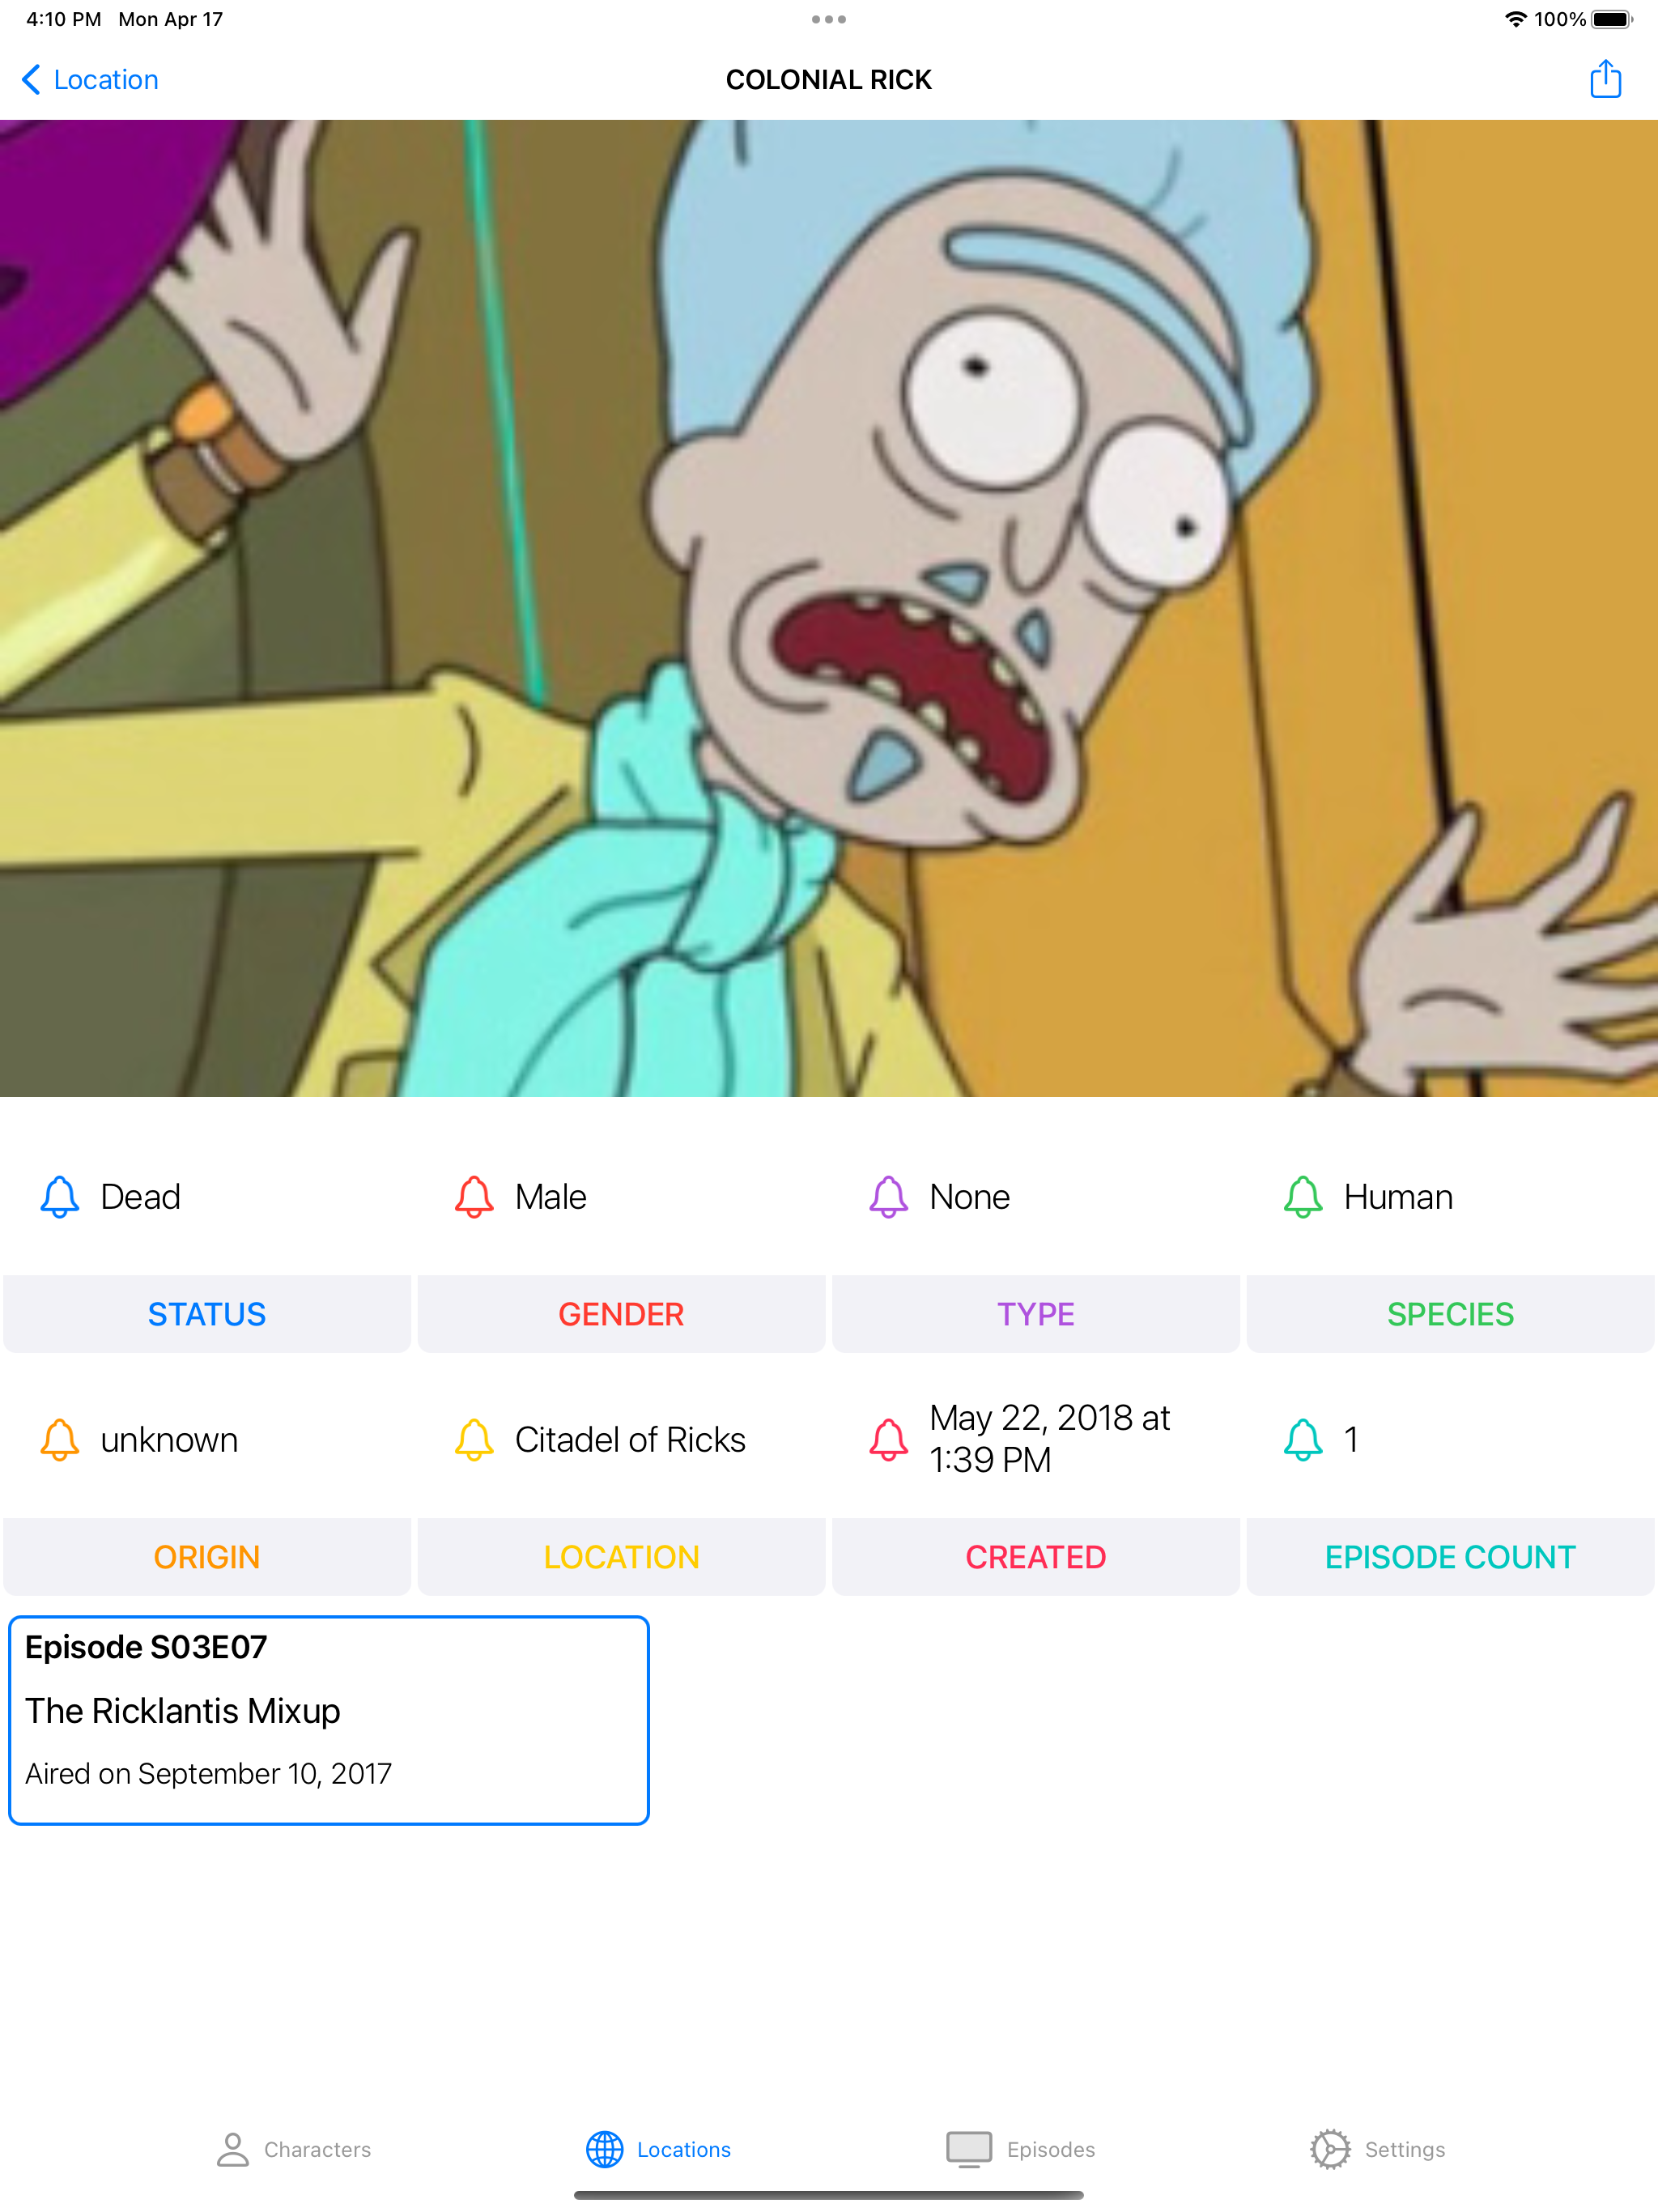 4:10 PM Mon Apr 17
100%
Location
COLONIAL RICK
Dead
Male
None
Human
STATUS
GENDER
TYPE
SPECIES
unknown
Citadel of Ricks
May 22, 2018 at
1:39 PM
1
ORIGIN
LOCATION
CREATED
EPISODE COUNT
Episode S03E07
The Ricklantis Mixup
Aired on September 10, 2017
Characters
Locations
Episodes
Settings